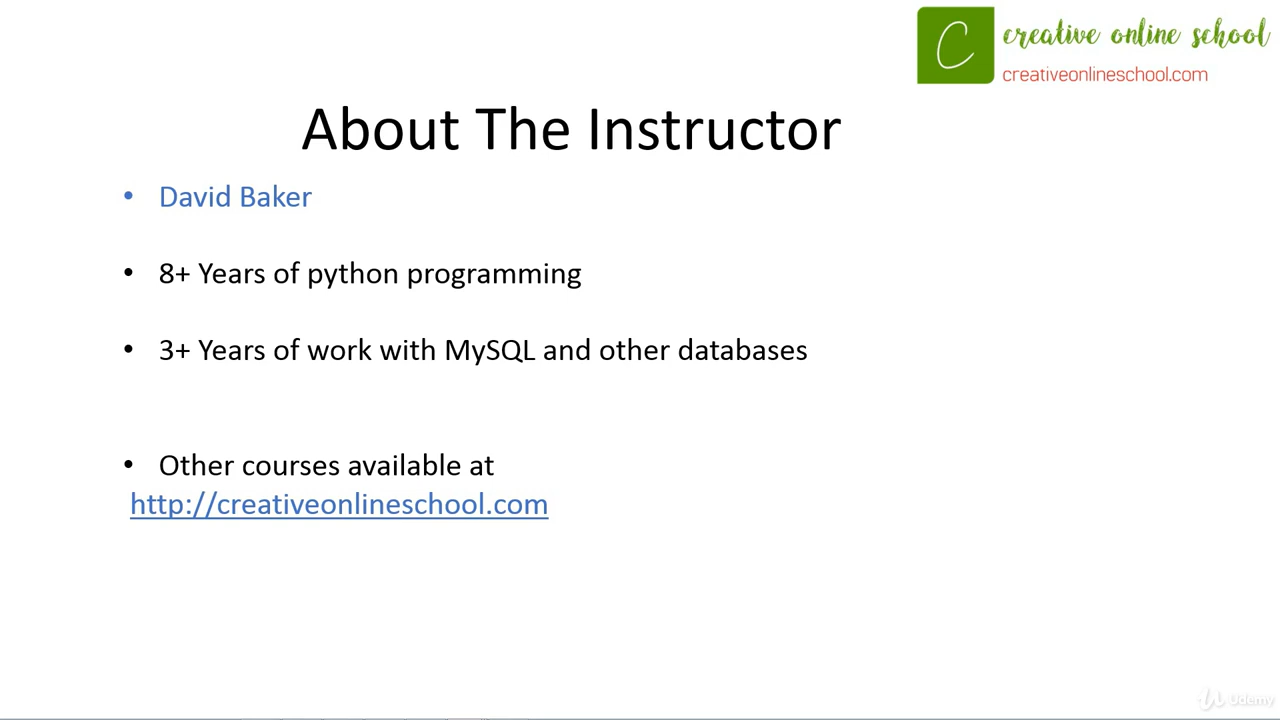 C
creative online school
creativeonlineschool.com
About The Instructor
• David Baker
• 8+ Years of python programming
• 3+ Years of work with MySQL and other databases
• Other courses available at
http://creativeonlineschool.com
Udemy